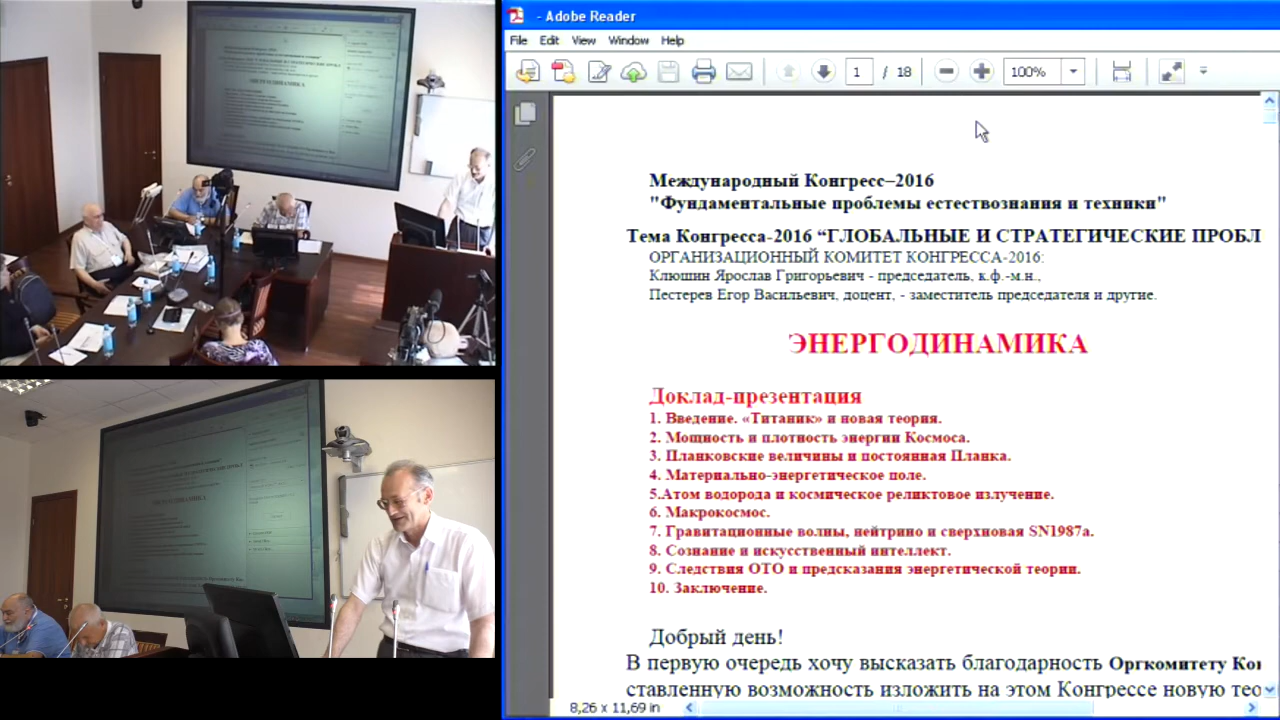 - Adobe Reader
File Edit View Window Help
1 / 18 100%
Международный Конгресс–2016
"Фундаментальные проблемы естествознания и техники"
Тема Конгресса-2016 “ГЛОБАЛЬНЫЕ И СТРАТЕГИЧЕСКИЕ ПРОБЛ
ОРГАНИЗАЦИОННЫЙ КОМИТЕТ КОНГРЕССА-2016:
Клюшин Ярослав Григорьевич - председатель, к.ф.-м.н.,
Пестерев Егор Васильевич, доцент, - заместитель председателя и другие.
ЭНЕРГОДИНАМИКА
Доклад-презентация
1. Введение. «Титаник» и новая теория.
2. Мощность и плотность энергии Космоса.
3. Планковские величины и постоянная Планка.
4. Материально-энергетическое поле.
5.Атом водорода и космическое реликтовое излучение.
6. Макрокосмос.
7. Гравитационные волны, нейтрино и сверхновая SN1987a.
8. Сознание и искусственный интеллект.
9. Следствия ОТО и предсказания энергетической теории.
10. Заключение.
Добрый день!
В первую очередь хочу высказать благодарность Оргкомитету Кон
ставленную возможность изложить на этом Конгрессе новую тео
8,26 x 11,69 in